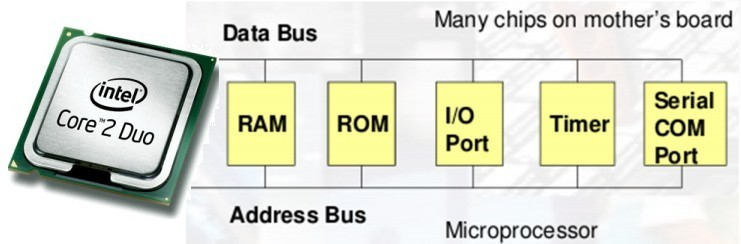 intel
Core™2 Duo
Data Bus
Many chips on mother's board
RAM
ROM
I/O
Port
Timer
Serial
COM
Port
Address Bus
Microprocessor